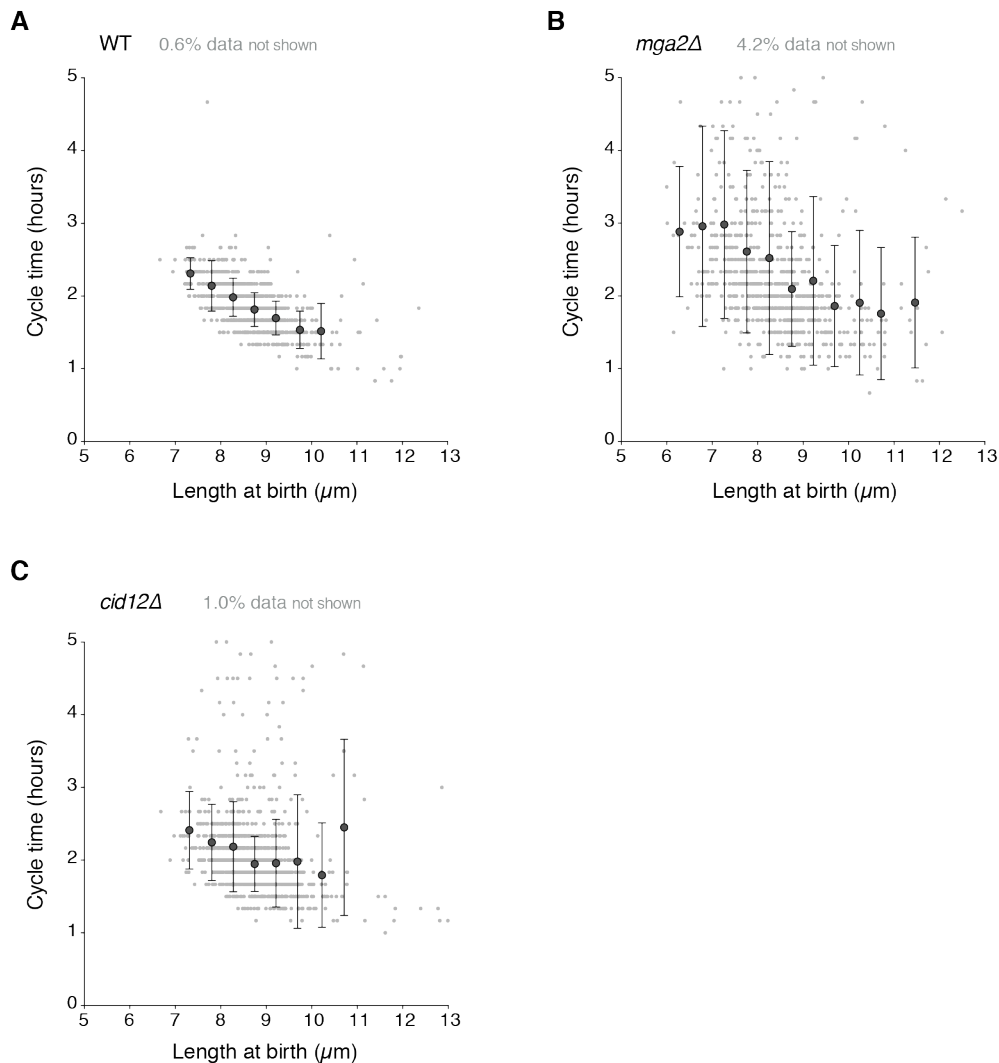 A
WT 0.6% data not shown
5
4
3
2
1
0
Cycle time (hours)
5 6 7 8 9 10 11 12 13
Length at birth (µm)
B
mga2Δ 4.2% data not shown
5
4
3
2
1
0
Cycle time (hours)
5 6 7 8 9 10 11 12 13
Length at birth (µm)
C
cid12Δ 1.0% data not shown
5
4
3
2
1
0
Cycle time (hours)
5 6 7 8 9 10 11 12 13
Length at birth (µm)